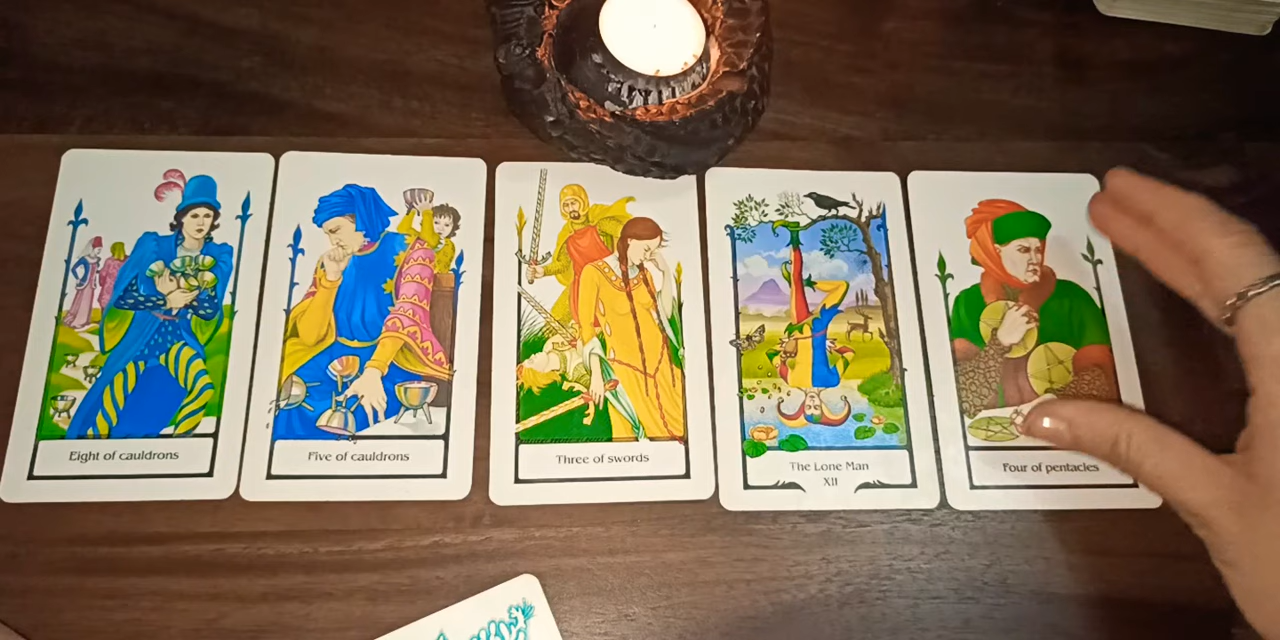 Eight of cauldrons
Five of cauldrons
Three of swords
The Lone Man
XII
Four of pentacles